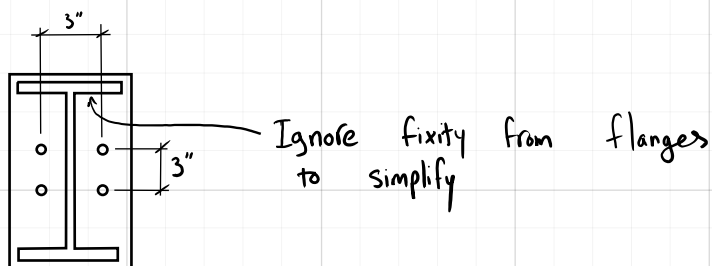 3"
Ignore fixity from flanges
to simplify
3"